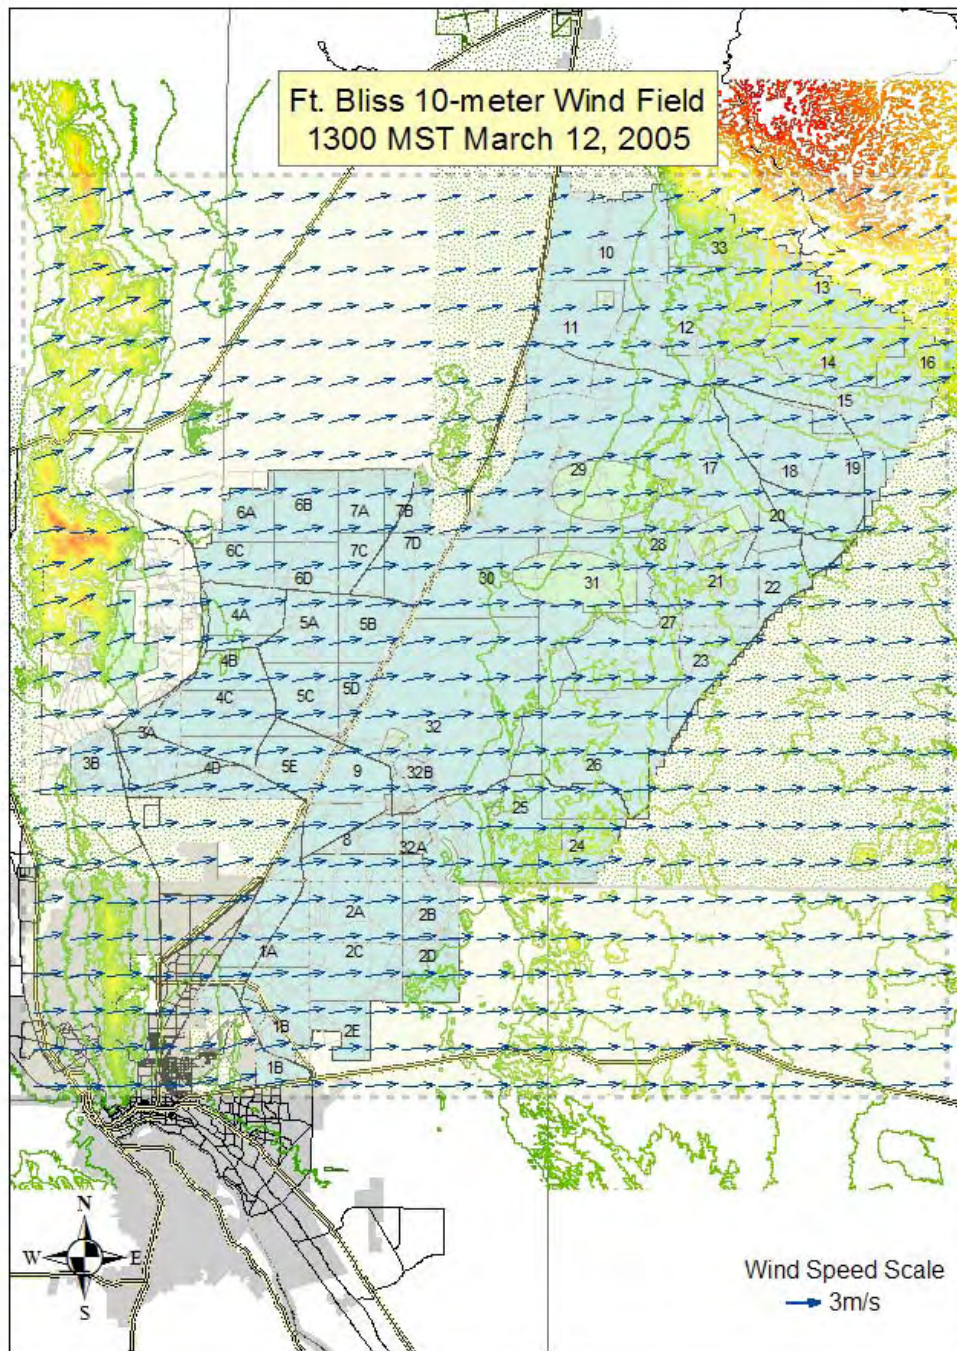 Ft. Bliss 10-meter Wind Field
1300 MST March 12, 2005
10
33
13
11
12
14
16
15
29
17
18
19
6A
6B
7A
7B
20
6C
7C
7D
28
6D
30
31
21
22
4A
5A
5B
27
4B
23
4C
5C
5D
3A
32
3B
4D
5E
9
32B
26
25
8
32A
24
2A
2B
1A
2C
2D
1B
2E
1B
N
W
E
S
Wind Speed Scale
3m/s